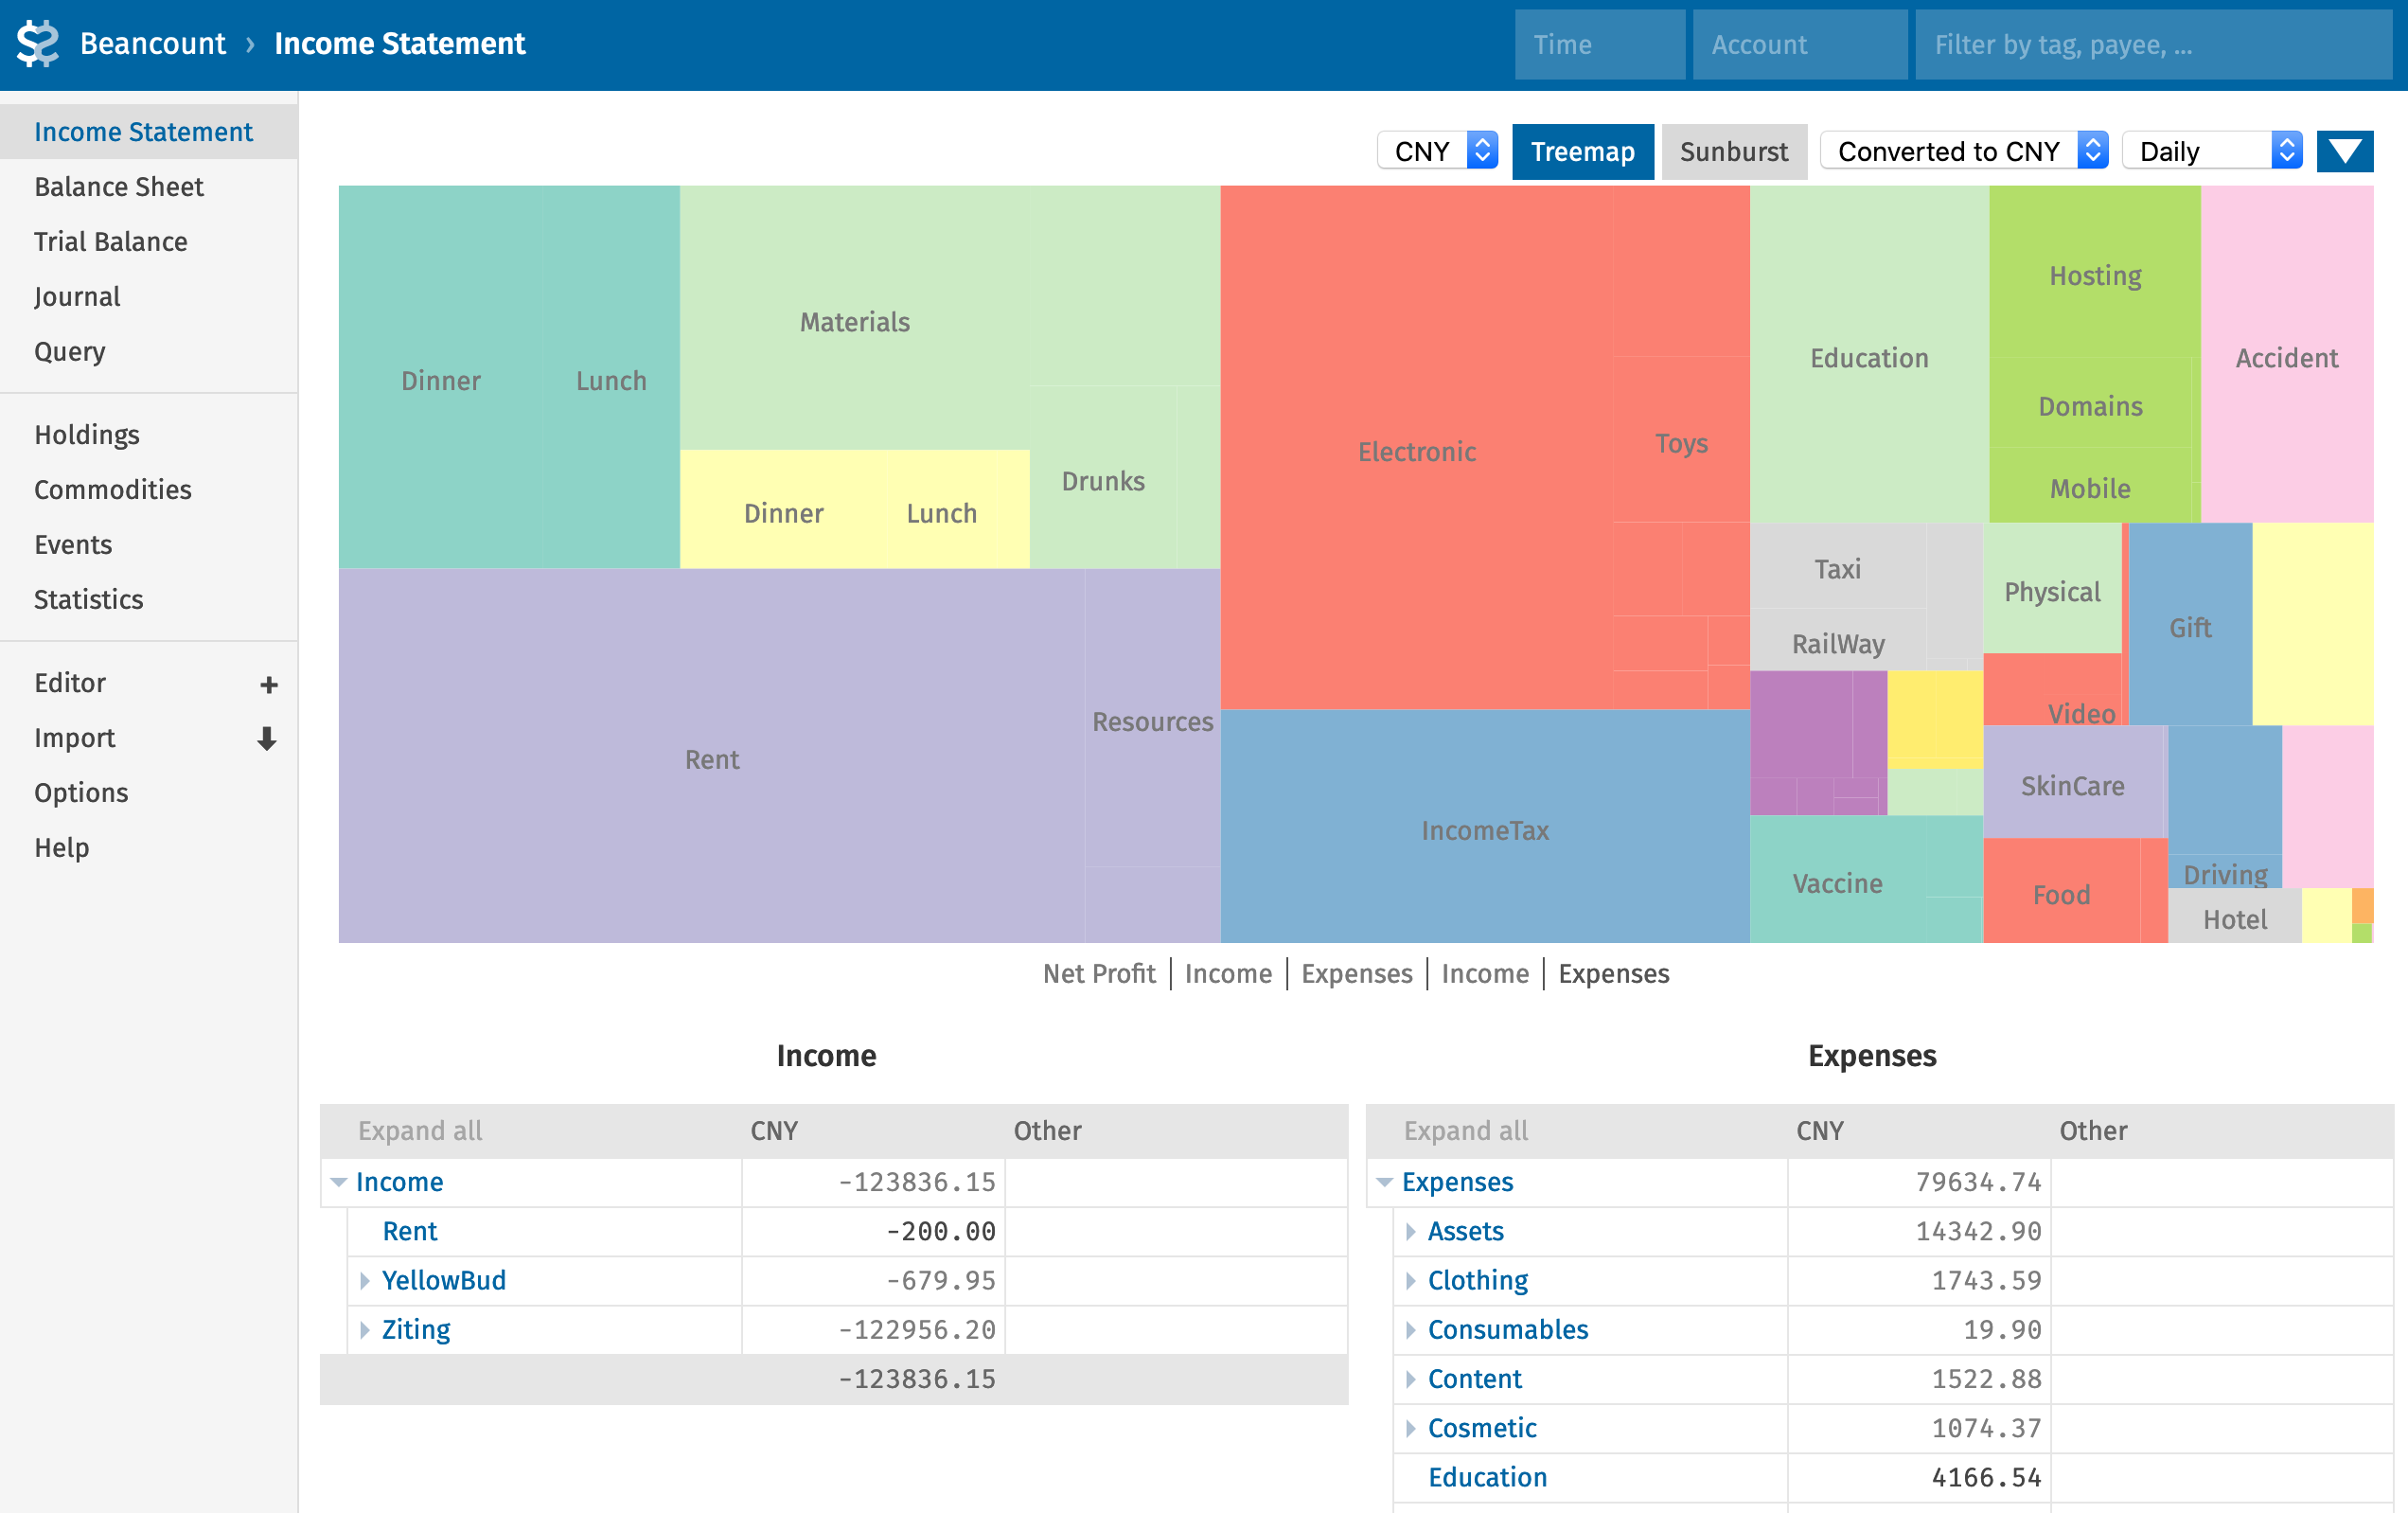 Beancount › Income Statement
Time
Account
Filter by tag, payee, ...
Income Statement
Balance Sheet
Trial Balance
Journal
Query
Holdings
Commodities
Events
Statistics
Editor +
Import
Options
Help
CNY Treemap Sunburst Converted to CNY Daily
Dinner
Lunch
Materials
Dinner
Lunch
Drunks
Rent
Resources
Electronic
Toys
IncomeTax
Education
Hosting
Domains
Mobile
Accident
Taxi
RailWay
Physical
Video
Gift
SkinCare
Driving
Vaccine
Food
Hotel
Net Profit | Income | Expenses | Income | Expenses
Income
Expand all CNY Other
Income -123836.15
Rent -200.00
YellowBud -679.95
Ziting -122956.20
-123836.15
Expenses
Expand all CNY Other
Expenses 79634.74
Assets 14342.90
Clothing 1743.59
Consumables 19.90
Content 1522.88
Cosmetic 1074.37
Education 4166.54